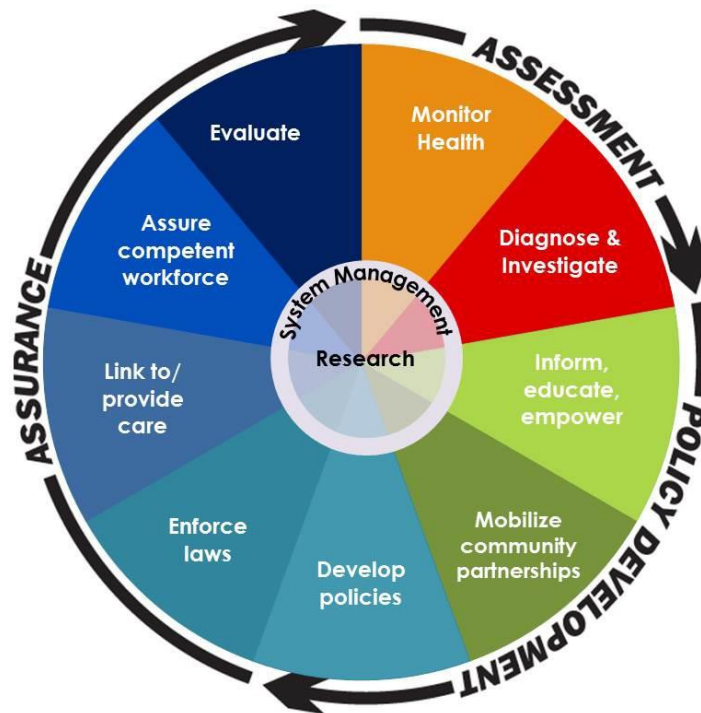 ASSESSMENT
Monitor
Health
Diagnose &
Investigate
POLICY DEVELOPMENT
Inform,
educate,
empower
Mobilize
community
partnerships
Develop
policies
ASSURANCE
Enforce
laws
Link to/
provide
care
Assure
competent
workforce
Evaluate
System Management
Research